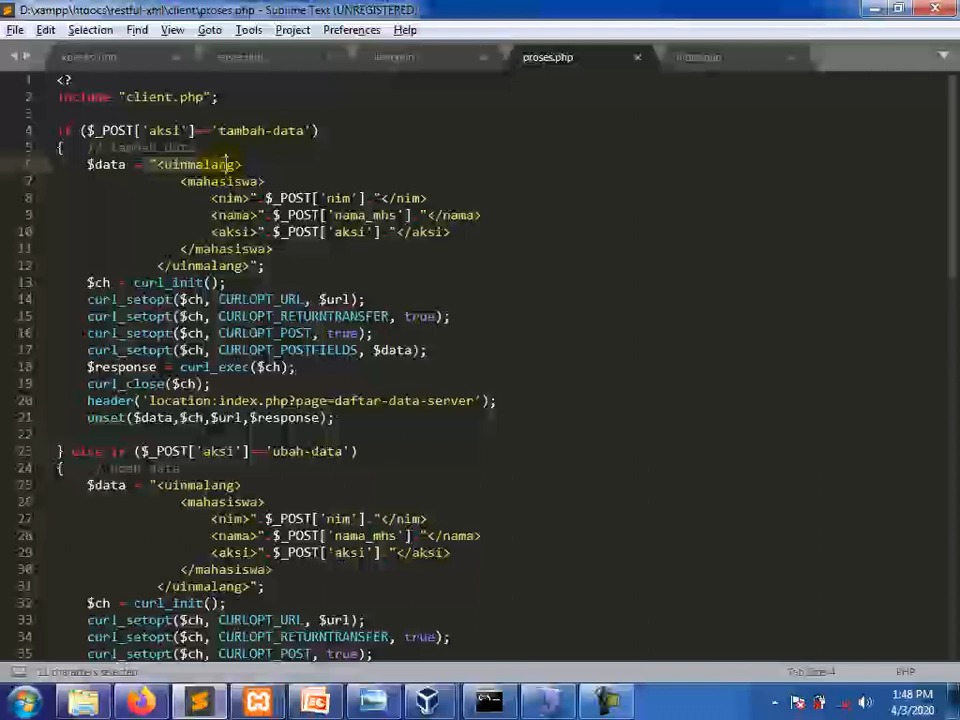 D:\xampp\htdocs\restful-xml\client\proses.php - Sublime Text (UNREGISTERED)
File Edit Selection Find View Goto Tools Project Preferences Help
proses.php
1 <?
2 include "client.php";
3
4 if ($_POST['aksi']=='tambah-data')
5 { // tambah data
6 $data = "<uinmalang>
7 <mahasiswa>
8 <nim>".$_POST['nim']."</nim>
9 <nama>".$_POST['nama_mhs']."</nama>
10 <aksi>".$_POST['aksi']."</aksi>
11 </mahasiswa>
12 </uinmalang>";
13 $ch = curl_init();
14 curl_setopt($ch, CURLOPT_URL, $url);
15 curl_setopt($ch, CURLOPT_RETURNTRANSFER, true);
16 curl_setopt($ch, CURLOPT_POST, true);
17 curl_setopt($ch, CURLOPT_POSTFIELDS, $data);
18 $response = curl_exec($ch);
19 curl_close($ch);
20 header('location:index.php?page=daftar-data-server');
21 unset($data,$ch,$url,$response);
22
23 } else if ($_POST['aksi']=='ubah-data')
24 { // ubah data
25 $data = "<uinmalang>
26 <mahasiswa>
27 <nim>".$_POST['nim']."</nim>
28 <nama>".$_POST['nama_mhs']."</nama>
29 <aksi>".$_POST['aksi']."</aksi>
30 </mahasiswa>
31 </uinmalang>";
32 $ch = curl_init();
33 curl_setopt($ch, CURLOPT_URL, $url);
34 curl_setopt($ch, CURLOPT_RETURNTRANSFER, true);
35 curl_setopt($ch, CURLOPT_POST, true);
11 characters selected Tab Size: 4 PHP
1:48 PM
4/3/2020